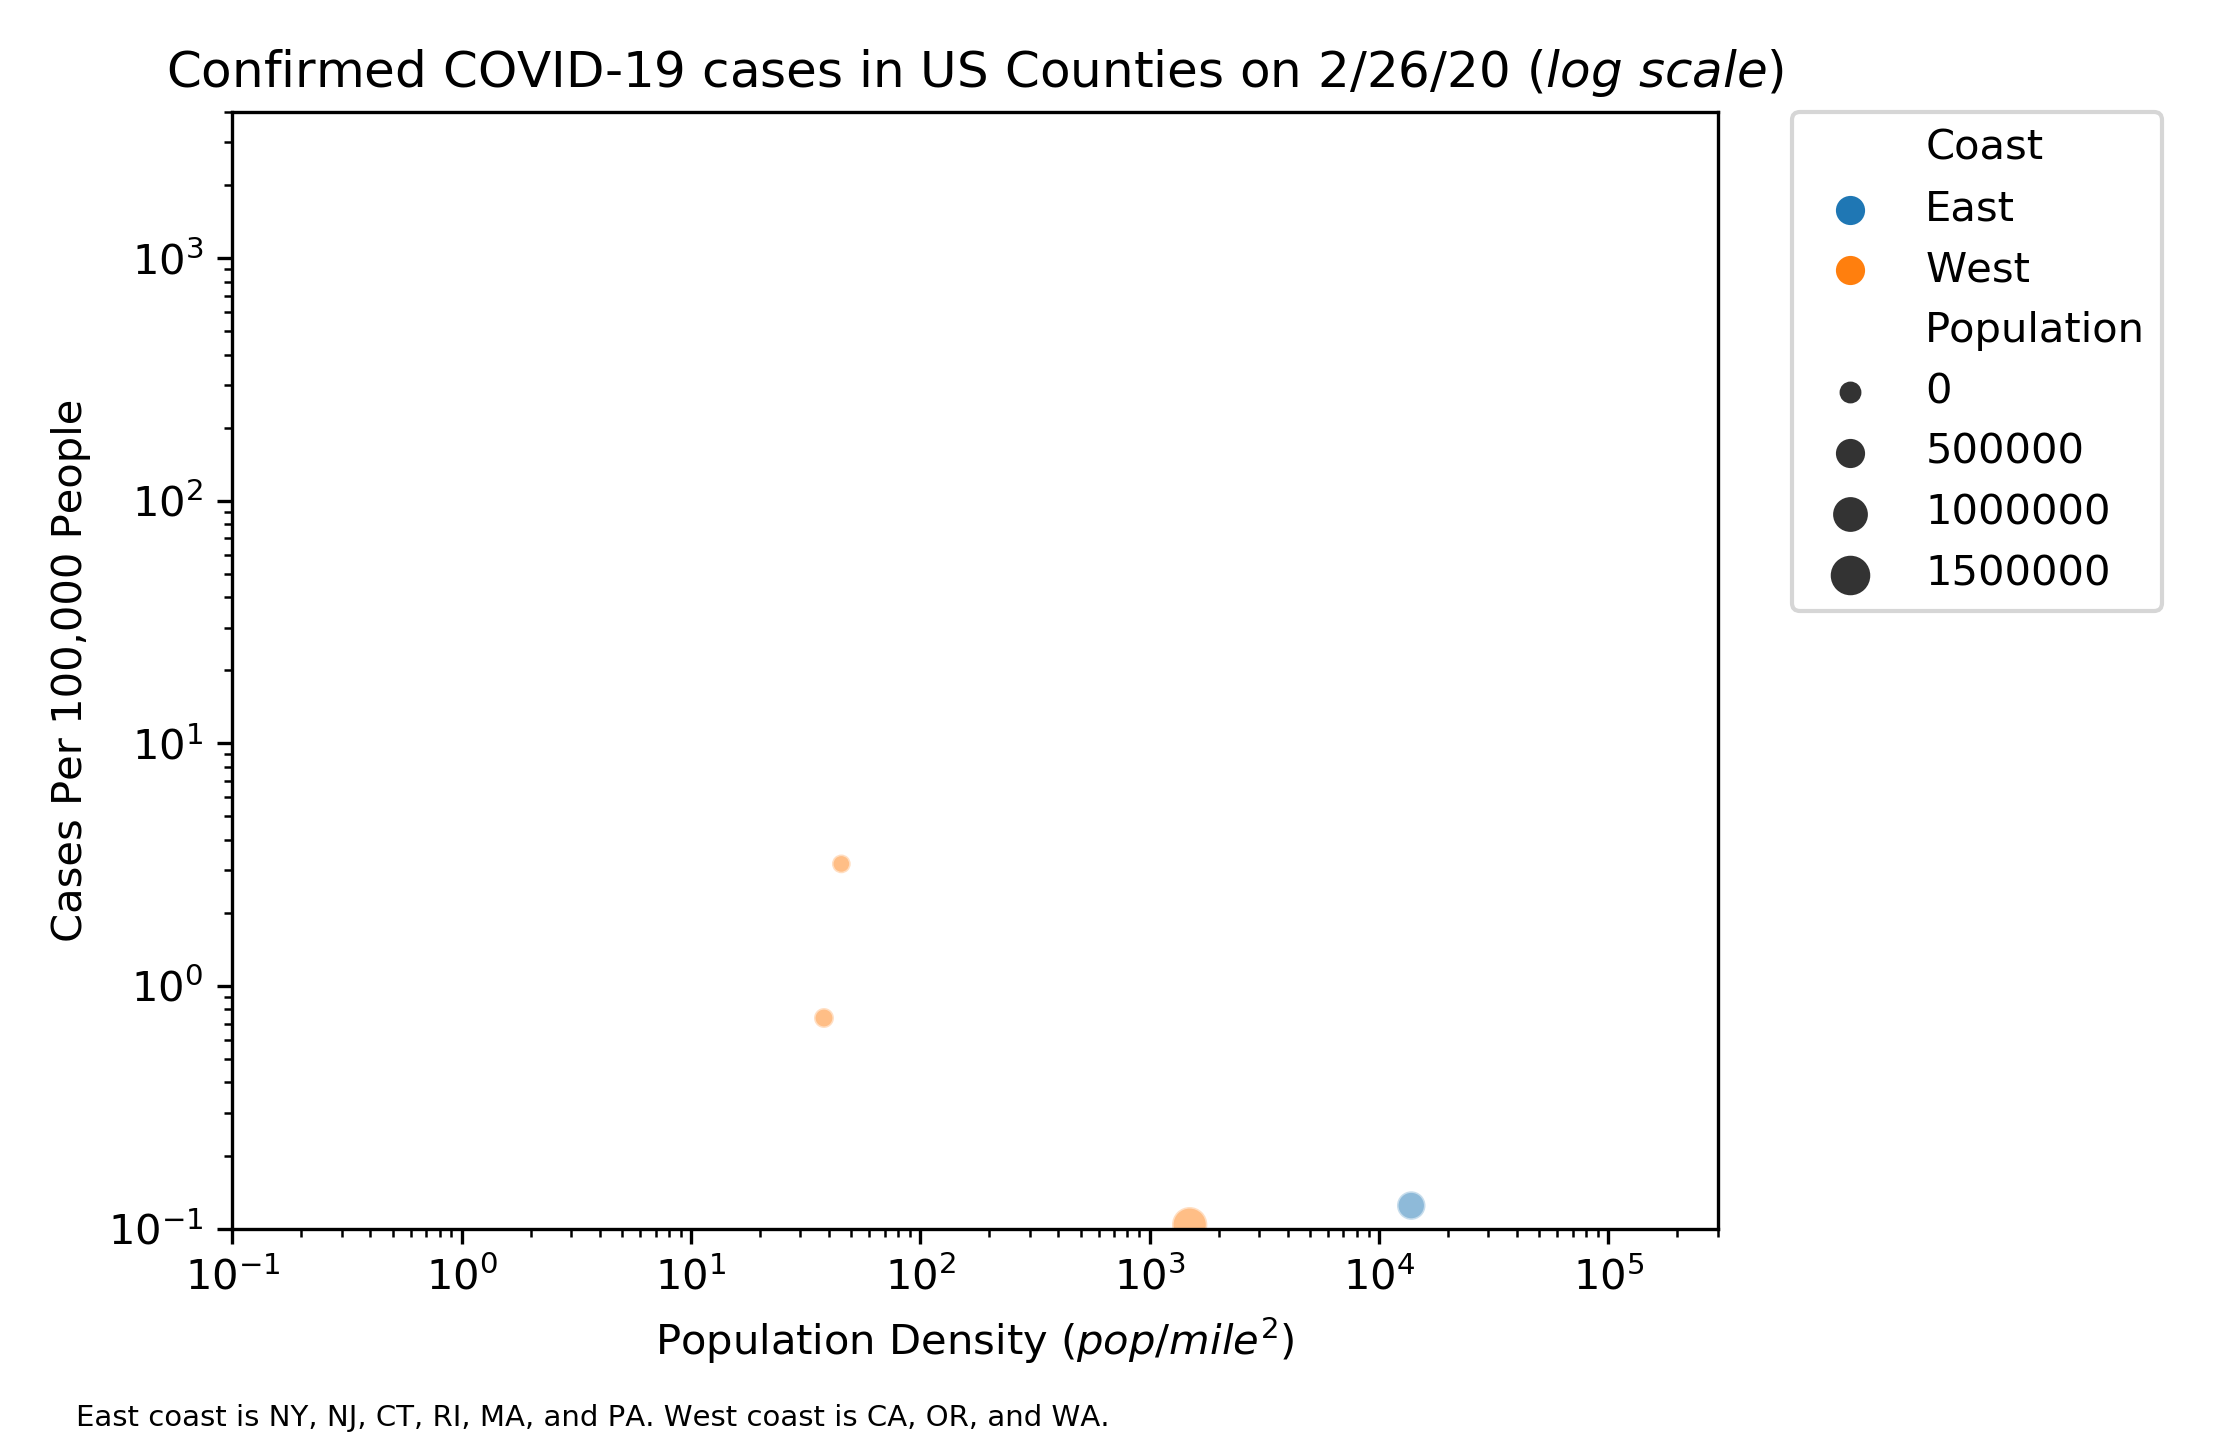 Confirmed COVID-19 cases in US Counties on 2/26/20 (log scale)
Coast
East
West
Population
0
500000
1000000
1500000
Cases Per 100,000 People
10³
10²
10¹
10⁰
10⁻¹
10⁻¹ 10⁰ 10¹ 10² 10³ 10⁴ 10⁵
Population Density (pop/mile²)
East coast is NY, NJ, CT, RI, MA, and PA. West coast is CA, OR, and WA.